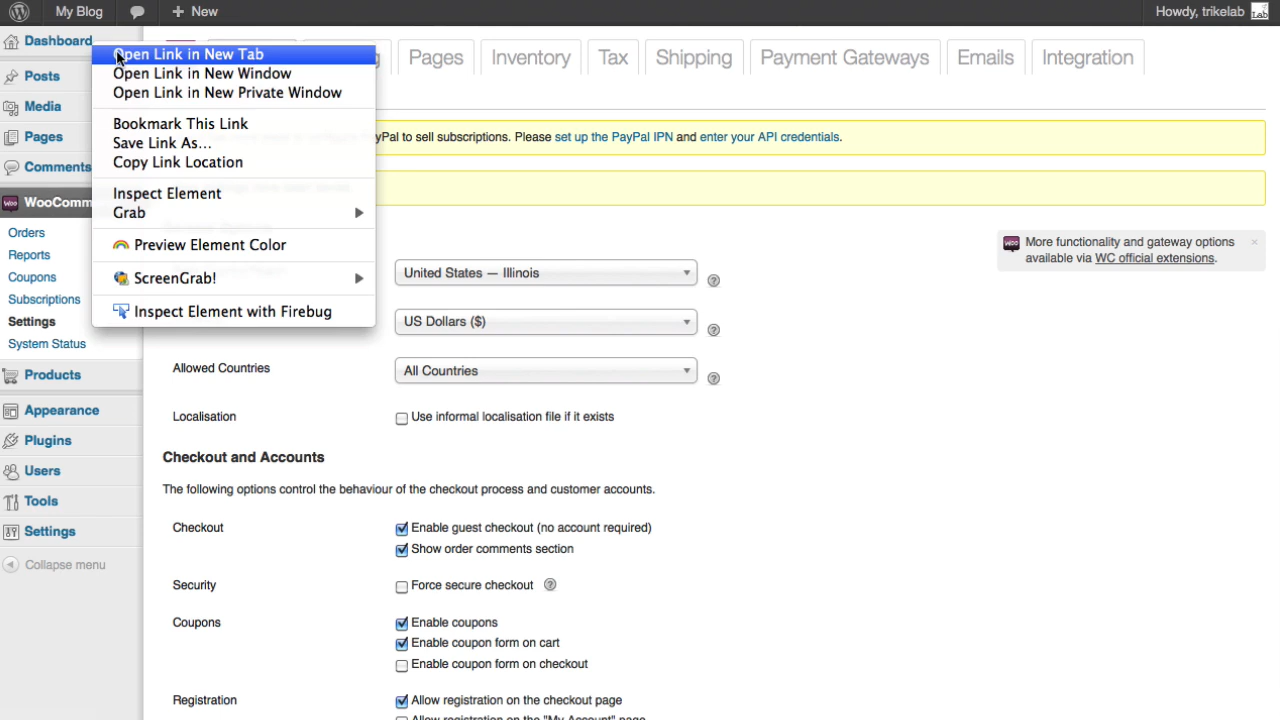 My Blog
New
Howdy, trikelab
Lab
Dashboard
Posts
Media
Pages
Comments
WooComm
Orders
Reports
Coupons
Subscriptions
Settings
System Status
Products
Appearance
Plugins
Users
Tools
Settings
Collapse menu
Open Link in New Tab
Open Link in New Window
Open Link in New Private Window
Bookmark This Link
Save Link As...
Copy Link Location
Inspect Element
Grab
Preview Element Color
ScreenGrab!
Inspect Element with Firebug
Pages
Inventory
Tax
Shipping
Payment Gateways
Emails
Integration
to sell subscriptions. Please set up the PayPal IPN and enter your API credentials.
Woo
More functionality and gateway options
available via WC official extensions.
United States — Illinois
US Dollars ($)
Allowed Countries
All Countries
Localisation
Use informal localisation file if it exists
Checkout and Accounts
The following options control the behaviour of the checkout process and customer accounts.
Checkout
Enable guest checkout (no account required)
Show order comments section
Security
Force secure checkout
Coupons
Enable coupons
Enable coupon form on cart
Enable coupon form on checkout
Registration
Allow registration on the checkout page
Allow registration on the "My Account" page